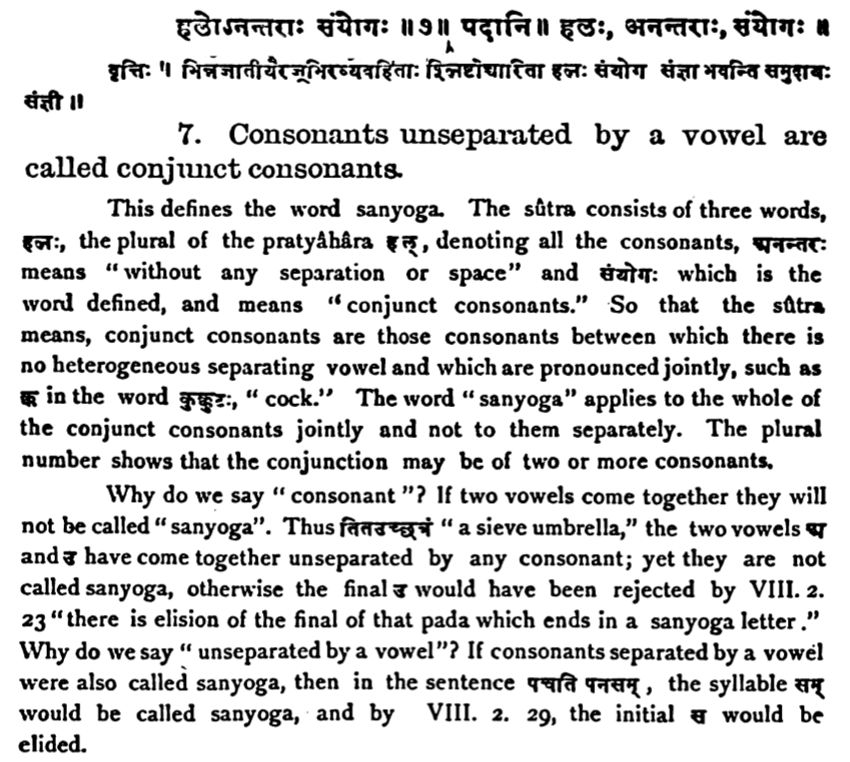 हलोऽनन्तराः संयोगः ॥७॥ पदानि॥ हलः, अनन्तराः, संयोगः ॥
वृत्तिः ॥ भिन्नजातीयैरज्भिरव्यवहिताः श्लिष्टोच्चारिता हलः संयोग संज्ञा भवन्ति समुदायः
संज्ञी ॥
7. Consonants unseparated by a vowel are
called conjunct consonants.
This defines the word sanyoga. The sûtra consists of three words,
हलः, the plural of the pratyâhâra हल्, denoting all the consonants, अनन्तरः
means “without any separation or space” and संयोगः which is the
word defined, and means “conjunct consonants.” So that the sûtra
means, conjunct consonants are those consonants between which there is
no heterogeneous separating vowel and which are pronounced jointly, such as
क्क in the word कुक्कुटः, “cock.” The word “sanyoga” applies to the whole of
the conjunct consonants jointly and not to them separately. The plural
number shows that the conjunction may be of two or more consonants.
Why do we say “consonant”? If two vowels come together they will
not be called “sanyoga”. Thus तितउच्छत्रं “a sieve umbrella,” the two vowels अ
and उ have come together unseparated by any consonant; yet they are not
called sanyoga, otherwise the final उ would have been rejected by VIII. 2.
23 “there is elision of the final of that pada which ends in a sanyoga letter.”
Why do we say “unseparated by a vowel”? If consonants separated by a vowel
were also called sanyoga, then in the sentence पचति पनसम्, the syllable सम्
would be called sanyoga, and by VIII. 2. 29, the initial स would be
elided.